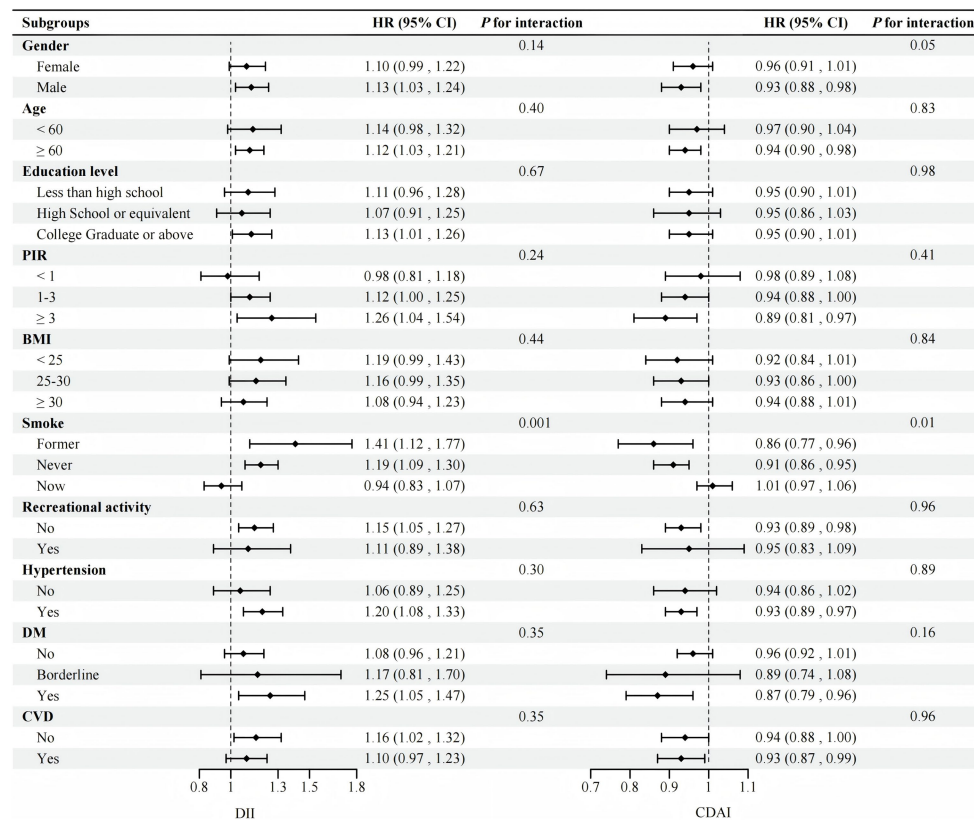 Subgroups HR (95% CI) P for interaction HR (95% CI) P for interaction
Gender 0.14 0.05
Female 1.10 (0.99 , 1.22) 0.96 (0.91 , 1.01)
Male 1.13 (1.03 , 1.24) 0.93 (0.88 , 0.98)
Age 0.40 0.83
< 60 1.14 (0.98 , 1.32) 0.97 (0.90 , 1.04)
≥ 60 1.12 (1.03 , 1.21) 0.94 (0.90 , 0.98)
Education level 0.67 0.98
Less than high school 1.11 (0.96 , 1.28) 0.95 (0.90 , 1.01)
High School or equivalent 1.07 (0.91 , 1.25) 0.95 (0.86 , 1.03)
College Graduate or above 1.13 (1.01 , 1.26) 0.95 (0.90 , 1.01)
PIR 0.24 0.41
< 1 0.98 (0.81 , 1.18) 0.98 (0.89 , 1.08)
1-3 1.12 (1.00 , 1.25) 0.94 (0.88 , 1.00)
≥ 3 1.26 (1.04 , 1.54) 0.89 (0.81 , 0.97)
BMI 0.44 0.84
< 25 1.19 (0.99 , 1.43) 0.92 (0.84 , 1.01)
25-30 1.16 (0.99 , 1.35) 0.93 (0.86 , 1.00)
≥ 30 1.08 (0.94 , 1.23) 0.94 (0.88 , 1.01)
Smoke 0.001 0.01
Former 1.41 (1.12 , 1.77) 0.86 (0.77 , 0.96)
Never 1.19 (1.09 , 1.30) 0.91 (0.86 , 0.95)
Now 0.94 (0.83 , 1.07) 1.01 (0.97 , 1.06)
Recreational activity 0.63 0.96
No 1.15 (1.05 , 1.27) 0.93 (0.89 , 0.98)
Yes 1.11 (0.89 , 1.38) 0.95 (0.83 , 1.09)
Hypertension 0.30 0.89
No 1.06 (0.89 , 1.25) 0.94 (0.86 , 1.02)
Yes 1.20 (1.08 , 1.33) 0.93 (0.89 , 0.97)
DM 0.35 0.16
No 1.08 (0.96 , 1.21) 0.96 (0.92 , 1.01)
Borderline 1.17 (0.81 , 1.70) 0.89 (0.74 , 1.08)
Yes 1.25 (1.05 , 1.47) 0.87 (0.79 , 0.96)
CVD 0.35 0.96
No 1.16 (1.02 , 1.32) 0.94 (0.88 , 1.00)
Yes 1.10 (0.97 , 1.23) 0.93 (0.87 , 0.99)
0.8 1 1.3 1.5 1.8 0.7 0.8 0.9 1 1.1
DII CDAI